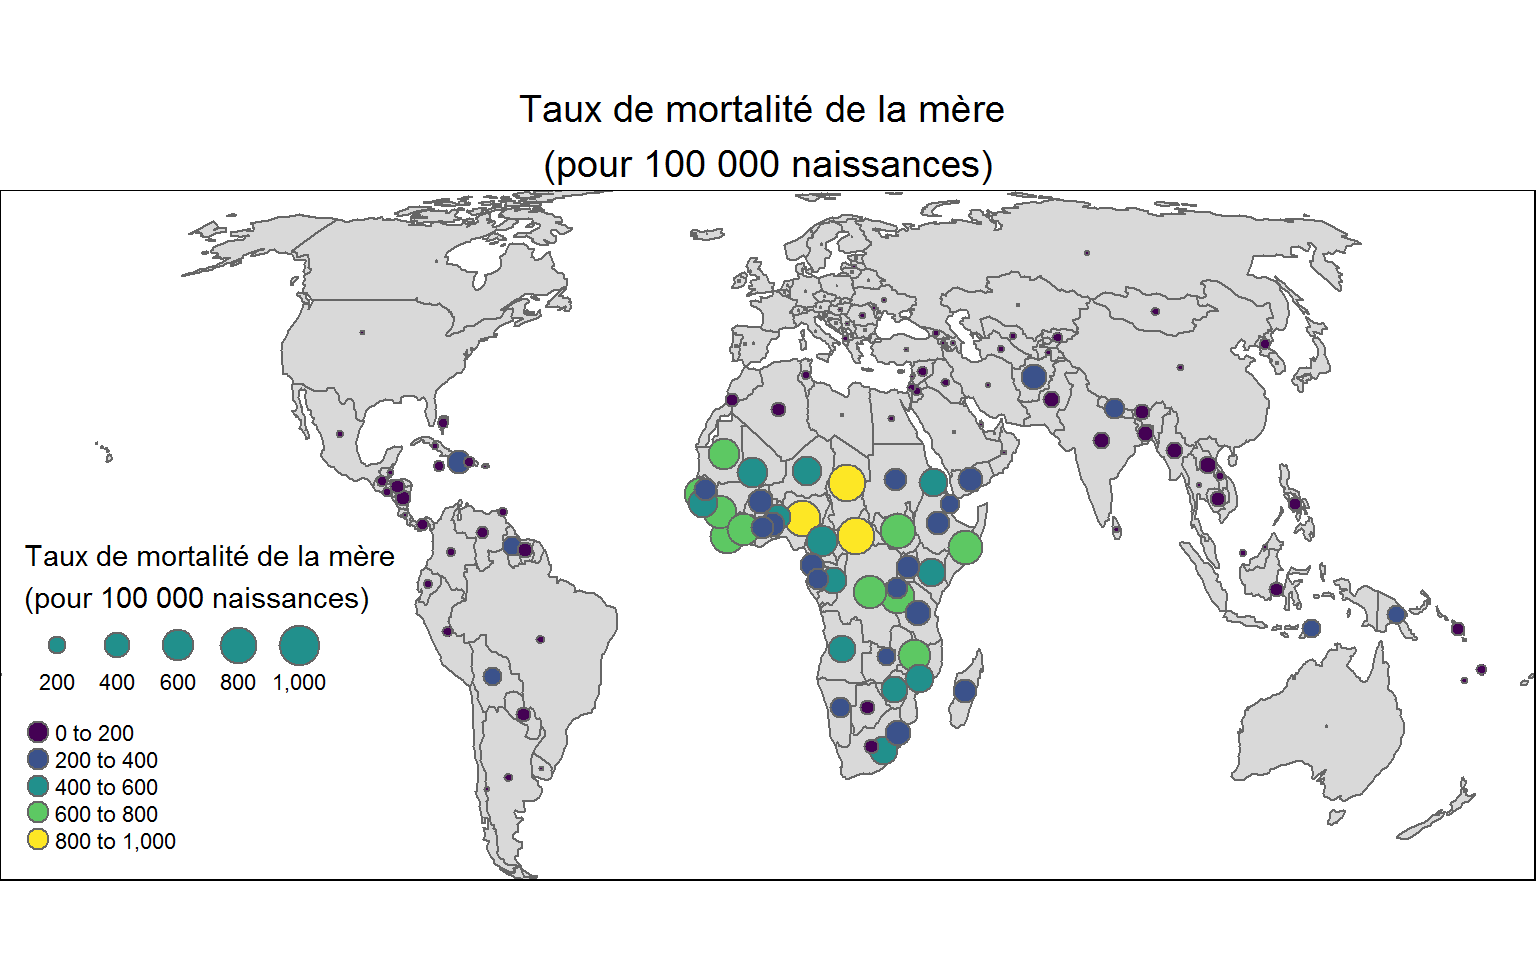 Taux de mortalité de la mère
(pour 100 000 naissances)
Taux de mortalité de la mère
(pour 100 000 naissances)
200 400 600 800 1,000
0 to 200
200 to 400
400 to 600
600 to 800
800 to 1,000